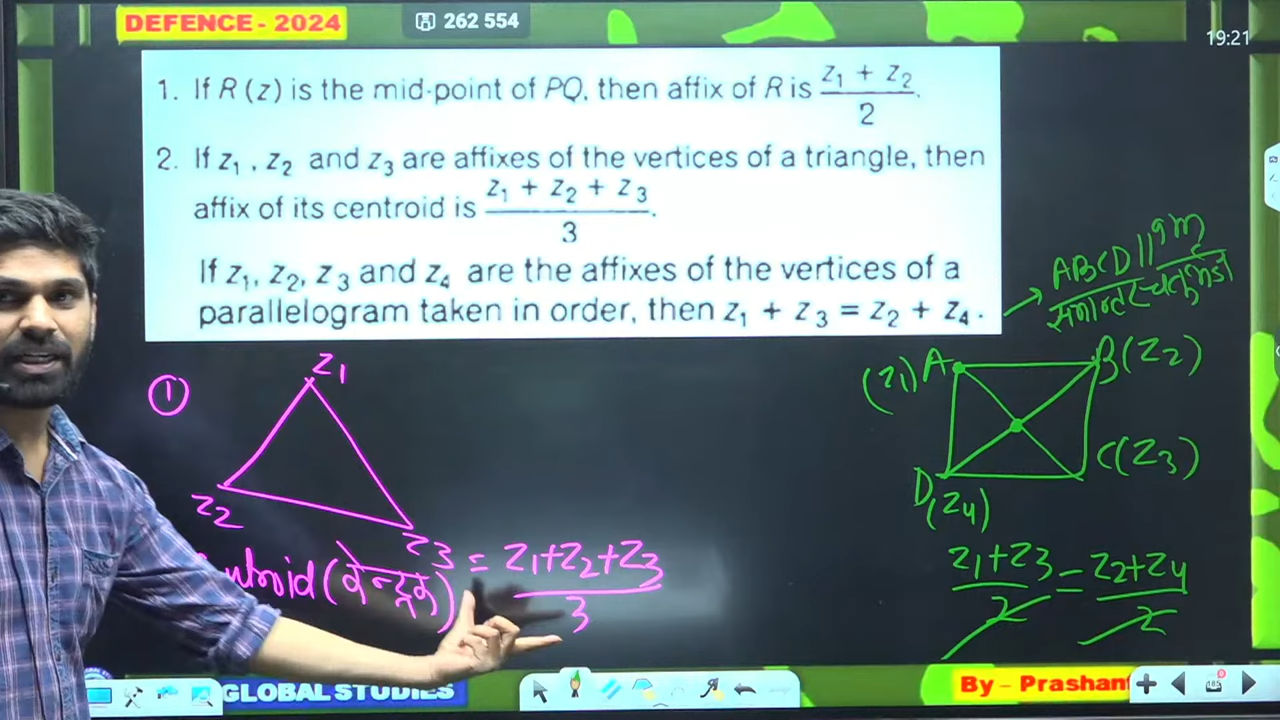 DEFENCE - 2024
262 554
19:21
1. If R (z) is the mid-point of PQ, then affix of R is z₁ + z₂ / 2.
2. If z₁ , z₂ and z₃ are affixes of the vertices of a triangle, then
affix of its centroid is z₁ + z₂ + z₃ / 3.
If z₁, z₂, z₃ and z₄ are the affixes of the vertices of a
parallelogram taken in order, then z₁ + z₃ = z₂ + z₄ .
ABCD ||gm
①
z₁
z₂
z₃
(केन्द्रक) = z₁+z₂+z₃ / 3
(z₁) A
B(z₂)
C(z₃)
D(z₄)
z₁+z₃ / 2 = z₂+z₄ / 2
GLOBAL STUDIES
By – Prashant